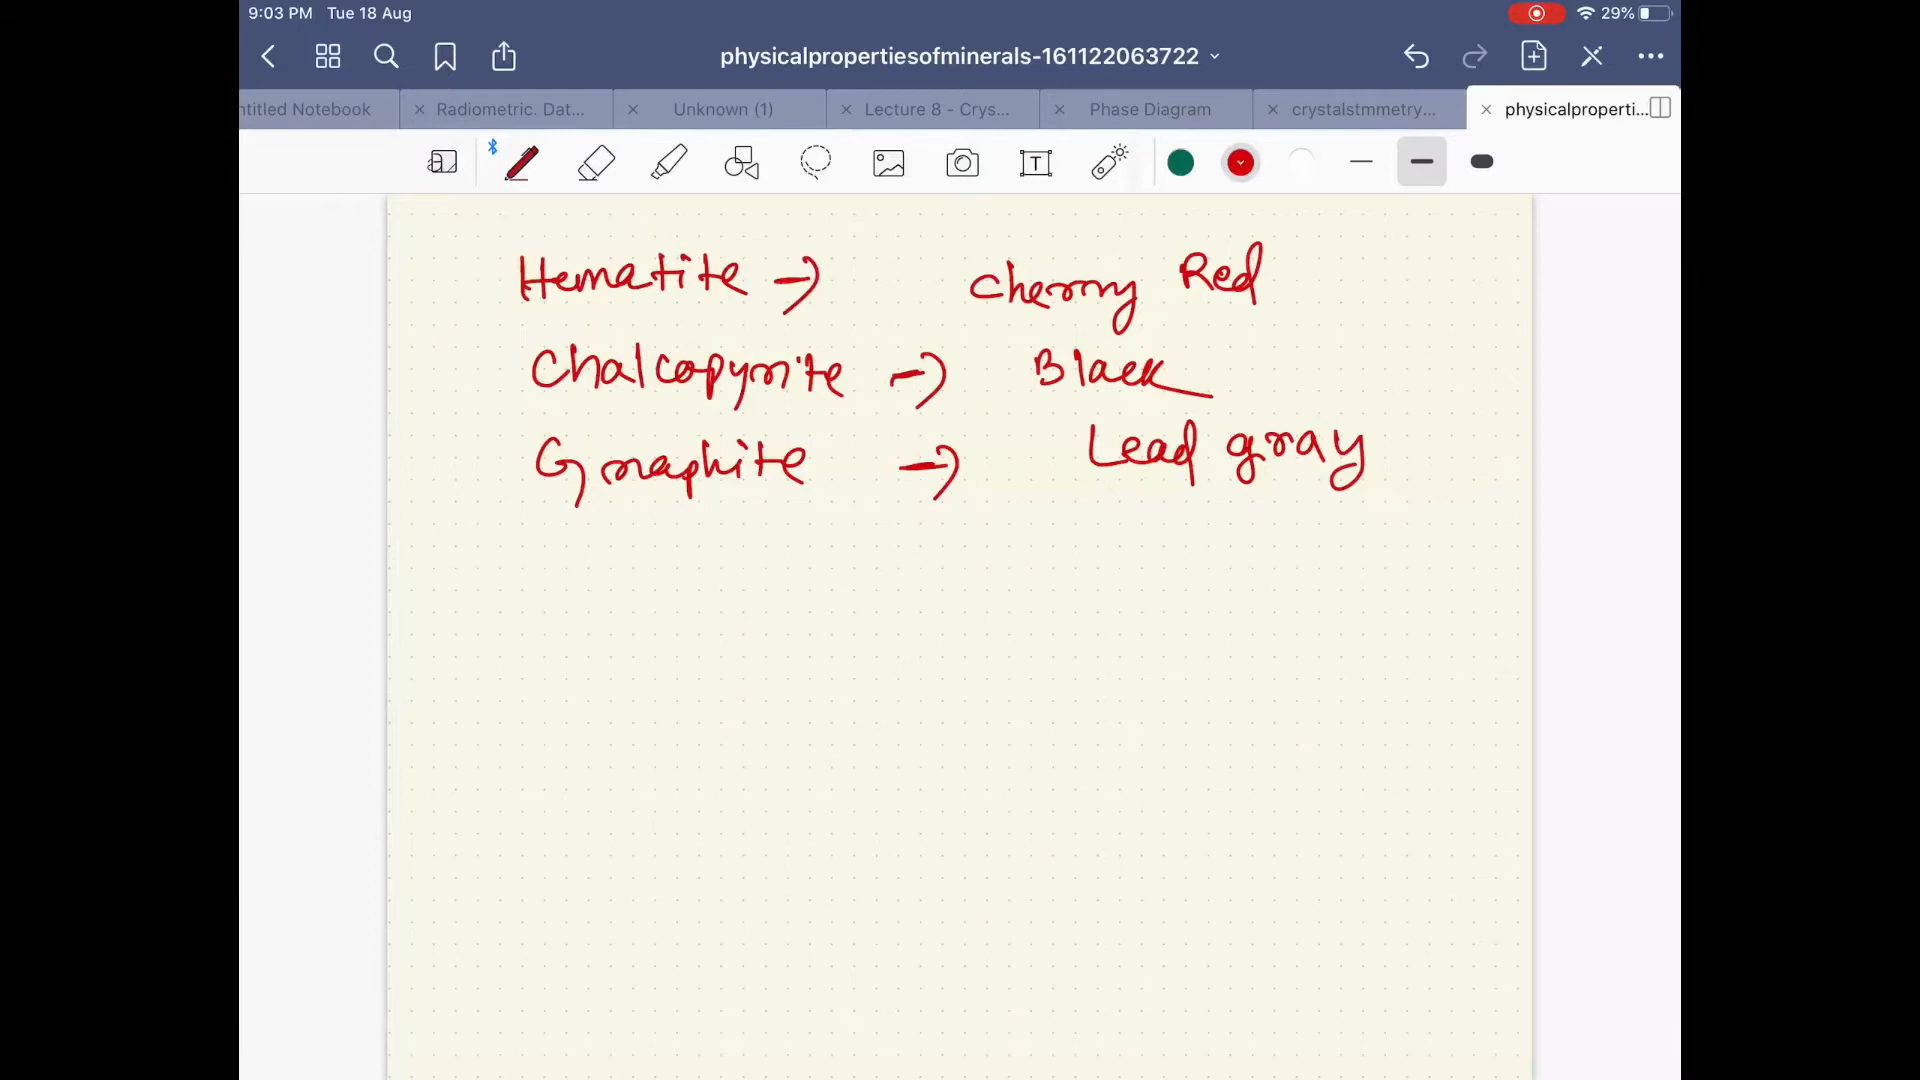 9:03 PM Tue 18 Aug 29%
physicalpropertiesofminerals-161122063722
ntitled Notebook Radiometric. Dat... Unknown (1) Lecture 8 - Crys... Phase Diagram crystalstmmetry... physicalproperti...
T
Hematite → Cherry Red
Chalcopyrite → Black
Graphite → Lead gray